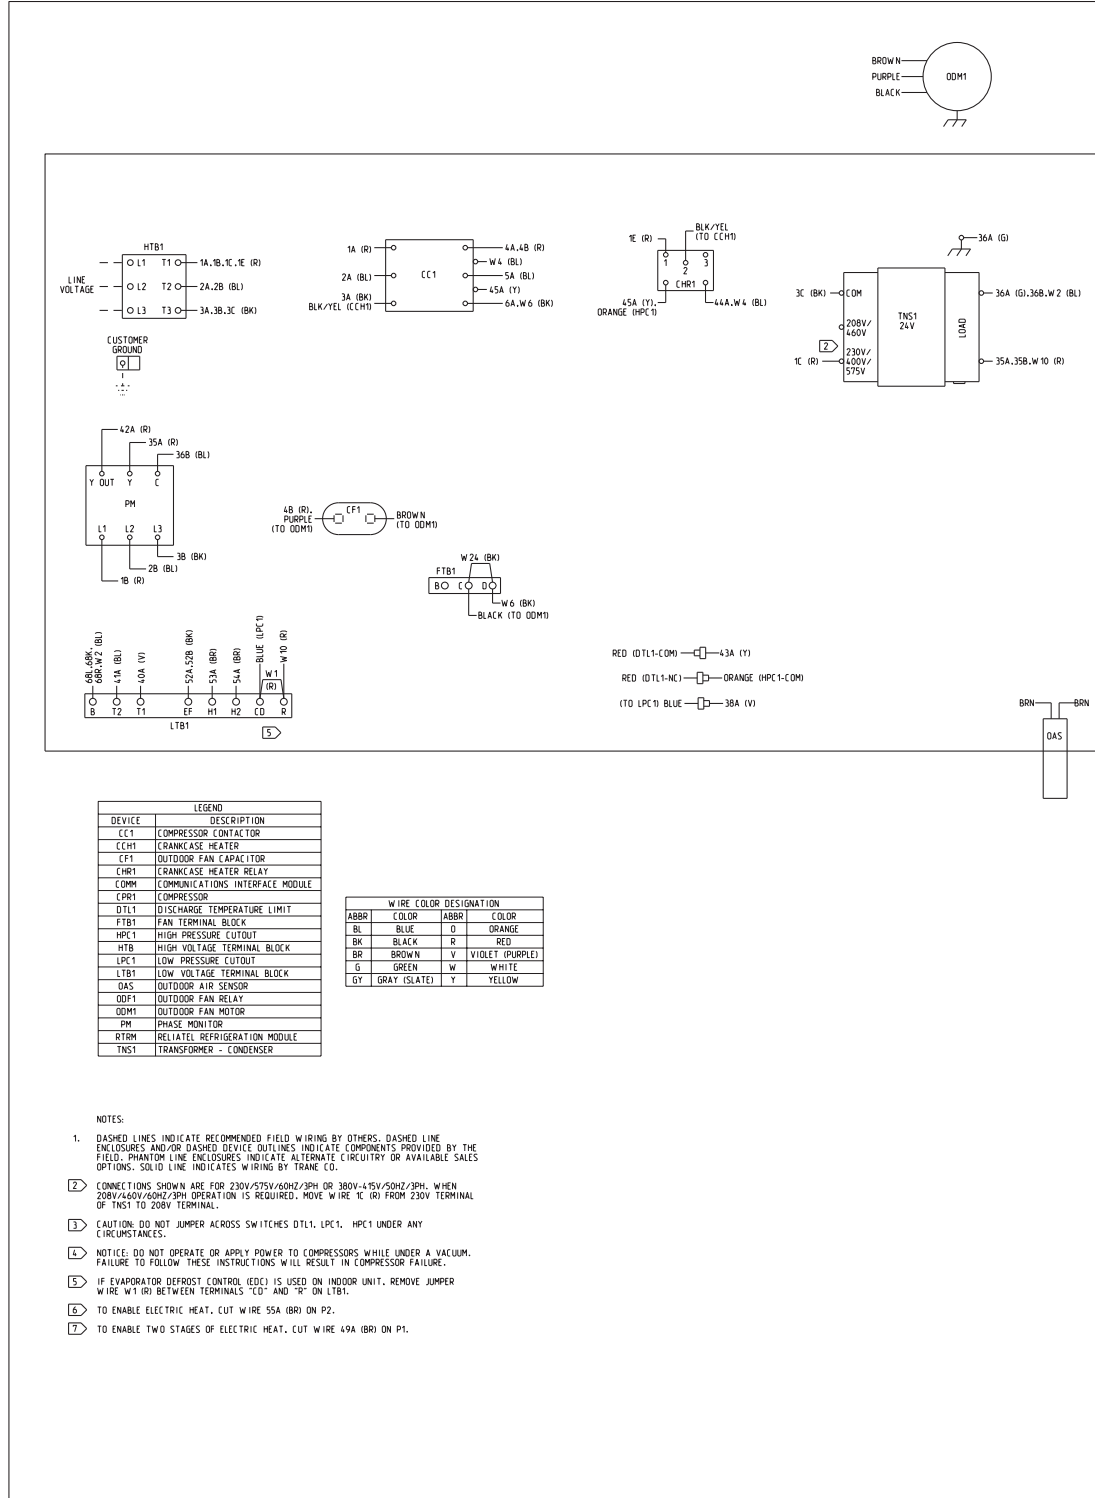 BROWN
PURPLE
BLACK
ODM1
HTB1
LINE
VOLTAGE
L1 T1 1A.1B.1C.1E (R)
L2 T2 2A.2B (BL)
L3 T3 3A.3B.3C (BK)
CUSTOMER
GROUND
1A (R)
2A (BL)
3A (BK)
BLK/YEL (CCH1)
CC1
4A.4B (R)
W4 (BL)
5A (BL)
45A (Y)
6A.W6 (BK)
1E (R)
BLK/YEL
(TO CCH1)
1 2 3
CHR1
45A (Y).
ORANGE (HPC1)
44A.W4 (BL)
36A (G)
3C (BK)
COM
208V/
460V
2
1C (R)
230V/
400V/
575V
TNS1
24V
LOAD
36A (G).36B.W2 (BL)
35A.35B.W10 (R)
42A (R)
35A (R)
36B (BL)
Y OUT Y C
PM
L1 L2 L3
3B (BK)
2B (BL)
1B (R)
4B (R).
PURPLE
(TO ODM1)
CF1
BROWN
(TO ODM1)
W24 (BK)
FTB1
B C D
W6 (BK)
BLACK (TO ODM1)
68L.68K.
68R.W2 (BL)
41A (BL)
40A (V)
52A.52B (BK)
53A (BR)
54A (BR)
BLUE (LPC1)
W10 (R)
W1
(R)
B T2 T1 EF H1 H2 CD R
LTB1
5
RED (DTL1-COM) 43A (Y)
RED (DTL1-NC) ORANGE (HPC1-COM)
(TO LPC1) BLUE 38A (V)
BRN BRN
OAS
LEGEND
DEVICE DESCRIPTION
CC1 COMPRESSOR CONTACTOR
CCH1 CRANKCASE HEATER
CF1 OUTDOOR FAN CAPACITOR
CHR1 CRANKCASE HEATER RELAY
COMM COMMUNICATIONS INTERFACE MODULE
CPR1 COMPRESSOR
DTL1 DISCHARGE TEMPERATURE LIMIT
FTB1 FAN TERMINAL BLOCK
HPC1 HIGH PRESSURE CUTOUT
HTB HIGH VOLTAGE TERMINAL BLOCK
LPC1 LOW PRESSURE CUTOUT
LTB1 LOW VOLTAGE TERMINAL BLOCK
OAS OUTDOOR AIR SENSOR
ODF1 OUTDOOR FAN RELAY
ODM1 OUTDOOR FAN MOTOR
PM PHASE MONITOR
RTRM RELIATEL REFRIGERATION MODULE
TNS1 TRANSFORMER - CONDENSER
WIRE COLOR DESIGNATION
ABBR COLOR ABBR COLOR
BL BLUE O ORANGE
BK BLACK R RED
BR BROWN V VIOLET (PURPLE)
G GREEN W WHITE
GY GRAY (SLATE) Y YELLOW
NOTES:
1. DASHED LINES INDICATE RECOMMENDED FIELD WIRING BY OTHERS. DASHED LINE
ENCLOSURES AND/OR DASHED DEVICE OUTLINES INDICATE COMPONENTS PROVIDED BY THE
FIELD. PHANTOM LINE ENCLOSURES INDICATE ALTERNATE CIRCUITRY OR AVAILABLE SALES
OPTIONS. SOLID LINE INDICATES WIRING BY TRANE CO.
2 CONNECTIONS SHOWN ARE FOR 230V/575V/60HZ/3PH OR 380V-415V/50HZ/3PH. WHEN
208V/460V/60HZ/3PH OPERATION IS REQUIRED, MOVE WIRE 1C (R) FROM 230V TERMINAL
OF TNS1 TO 208V TERMINAL.
3 CAUTION: DO NOT JUMPER ACROSS SWITCHES DTL1, LPC1, HPC1 UNDER ANY
CIRCUMSTANCES.
4 NOTICE: DO NOT OPERATE OR APPLY POWER TO COMPRESSORS WHILE UNDER A VACUUM.
FAILURE TO FOLLOW THESE INSTRUCTIONS WILL RESULT IN COMPRESSOR FAILURE.
5 IF EVAPORATOR DEFROST CONTROL (EDC) IS USED ON INDOOR UNIT, REMOVE JUMPER
WIRE W1 (R) BETWEEN TERMINALS "CD" AND "R" ON LTB1.
6 TO ENABLE ELECTRIC HEAT, CUT WIRE 55A (BR) ON P2.
7 TO ENABLE TWO STAGES OF ELECTRIC HEAT, CUT WIRE 49A (BR) ON P1.